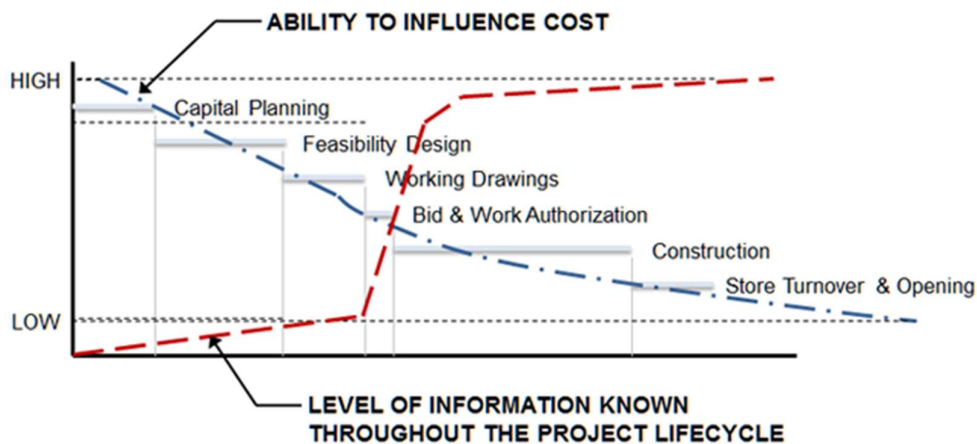 ABILITY TO INFLUENCE COST
HIGH
Capital Planning
Feasibility Design
Working Drawings
Bid & Work Authorization
Construction
Store Turnover & Opening
LOW
LEVEL OF INFORMATION KNOWN
THROUGHOUT THE PROJECT LIFECYCLE